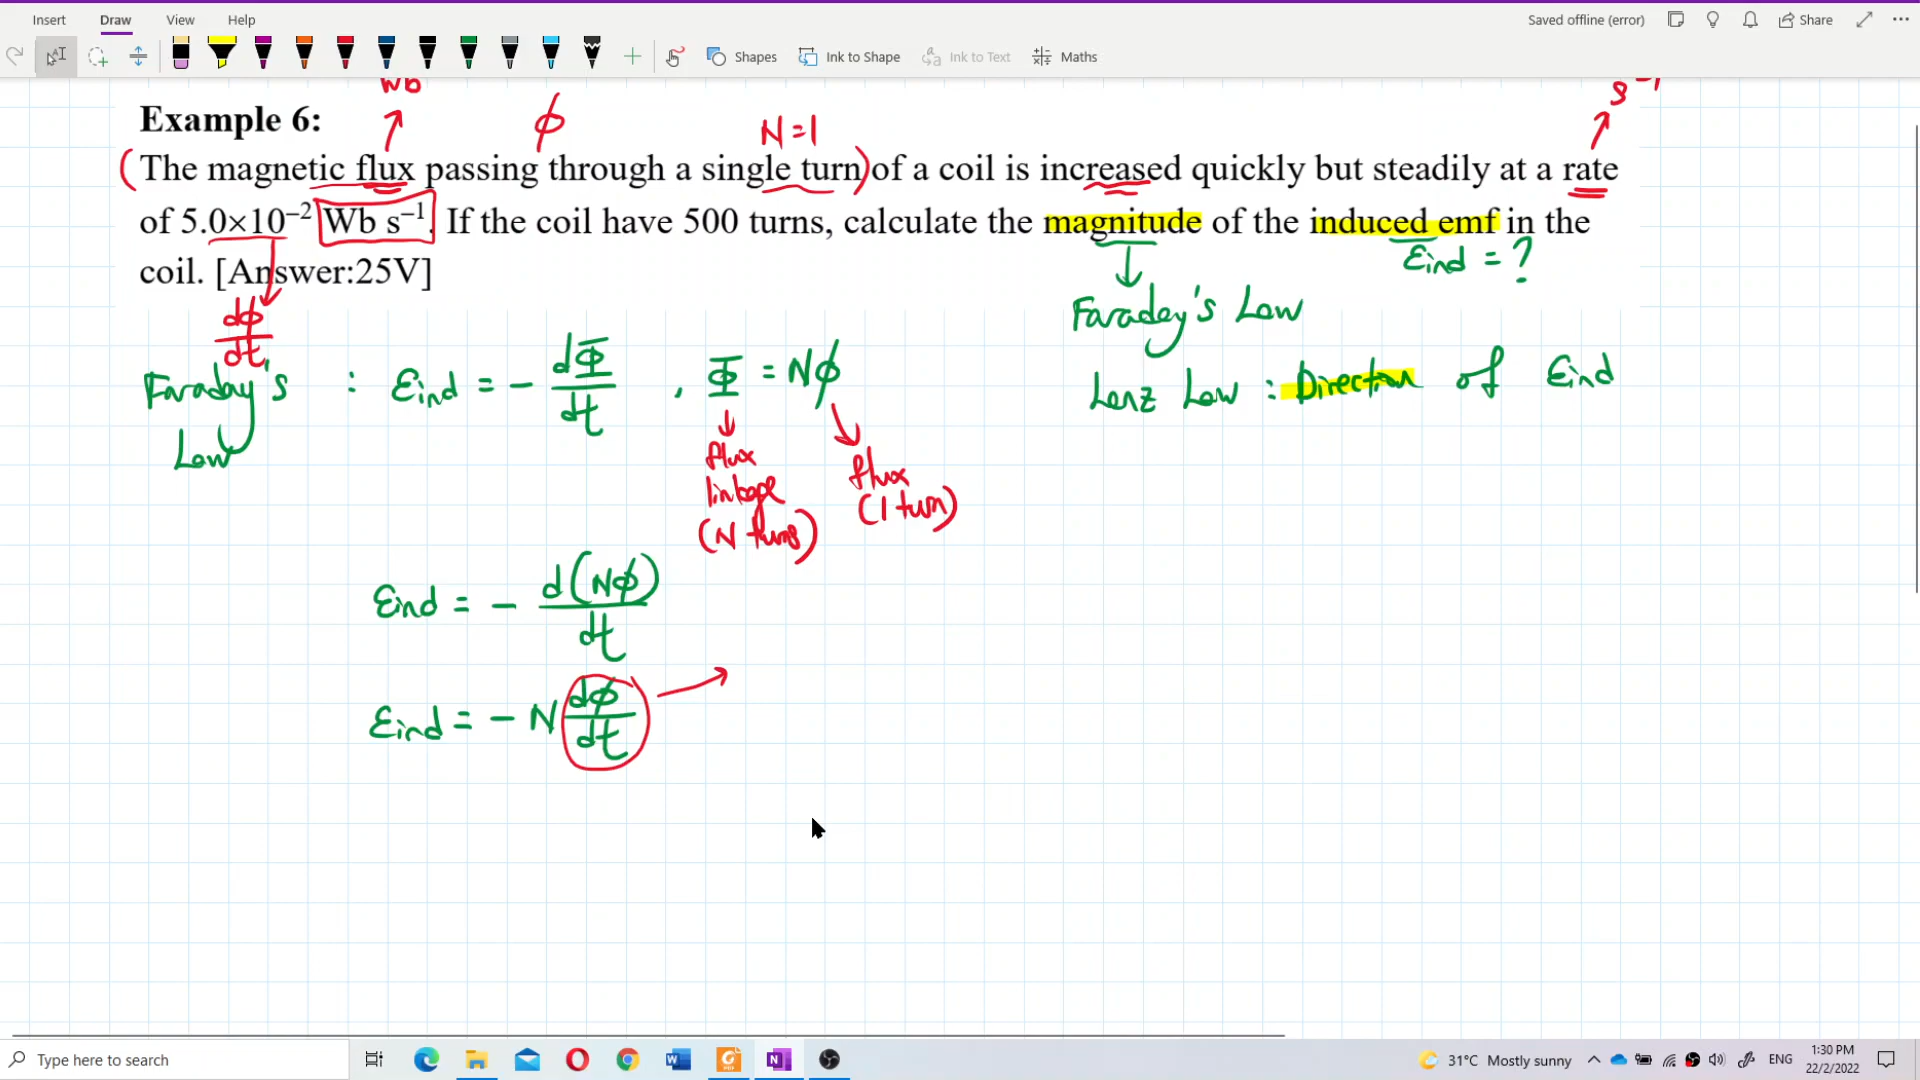 Insert Draw View Help Saved offline (error) Share
Shapes Ink to Shape Ink to Text Maths
Wb s⁻¹
Example 6: ϕ N = 1
(The magnetic flux passing through a single turn) of a coil is increased quickly but steadily at a rate
of 5.0×10⁻² Wb s⁻¹. If the coil have 500 turns, calculate the magnitude of the induced emf in the
coil. [Answer:25V] Ɛind = ?
dϕ/dt Faraday's Law
Faraday's Law : Ɛind = − dΦ/dt , Φ = Nϕ
Lenz Law : Direction of Ɛind
flux linkage (N turns)
flux (1 turn)
Ɛind = − d(Nϕ)/dt
Ɛind = − N dϕ/dt
Type here to search 31°C Mostly sunny ENG 1:30 PM
22/2/2022